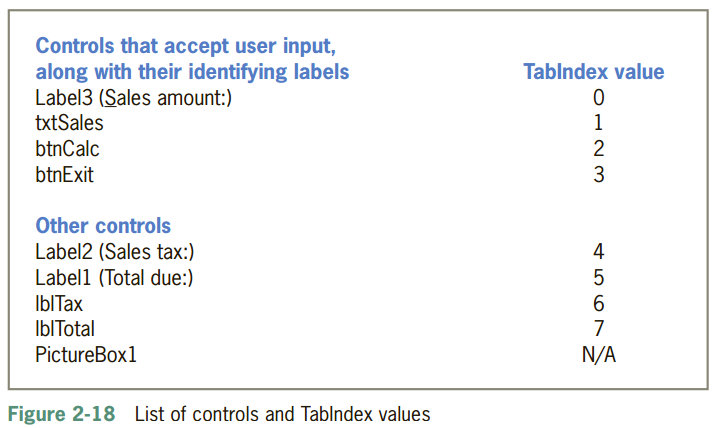 Controls that accept user input,
along with their identifying labels TabIndex value
Label3 (Sales amount:) 0
txtSales 1
btnCalc 2
btnExit 3
Other controls
Label2 (Sales tax:) 4
Label1 (Total due:) 5
lblTax 6
lblTotal 7
PictureBox1 N/A
Figure 2-18 List of controls and TabIndex values